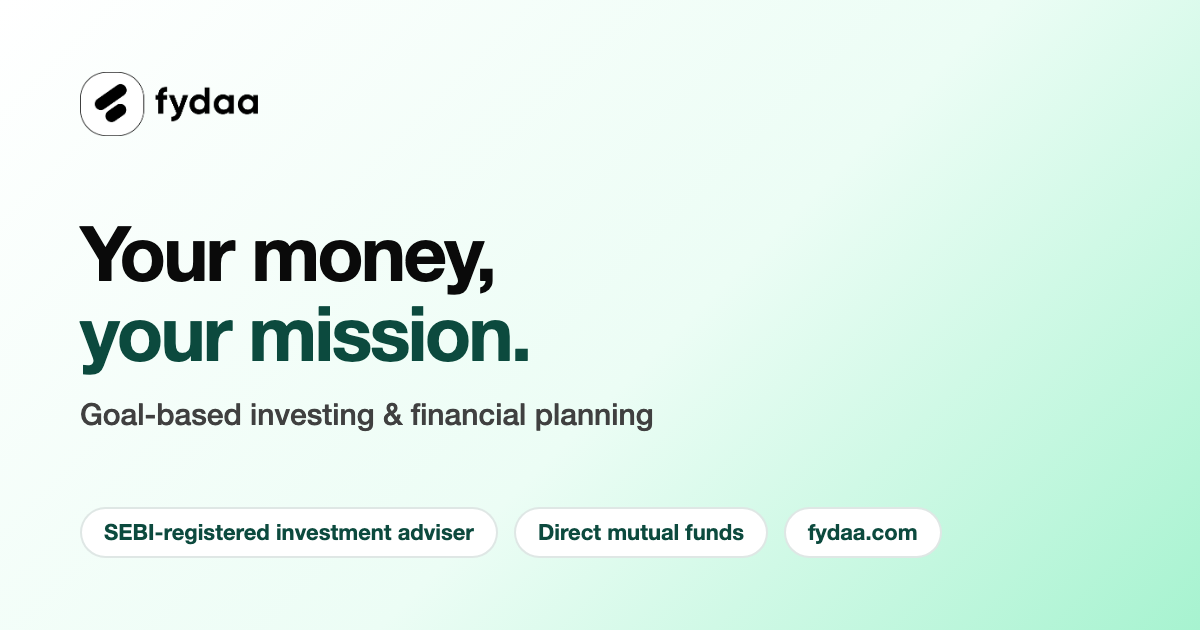 fydaa
Your money,
your mission.
Goal-based investing & financial planning
SEBI-registered investment adviser
Direct mutual funds
fydaa.com